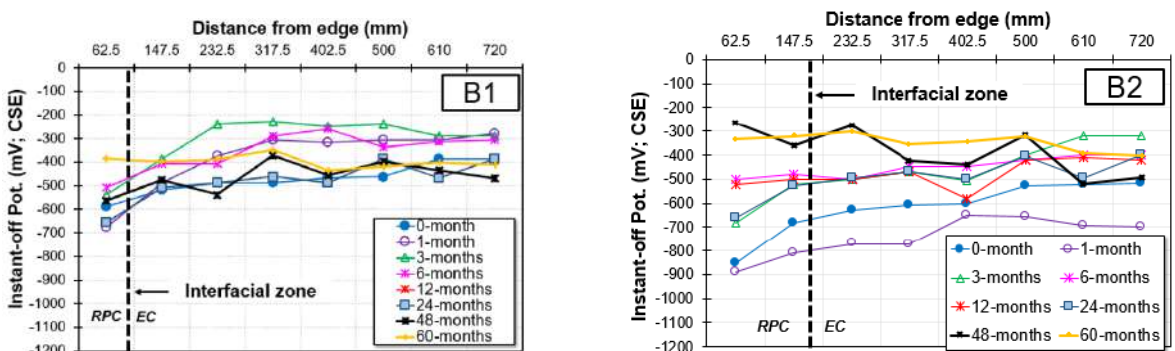 Distance from edge (mm)
62.5 147.5 232.5 317.5 402.5 500 610 720
0
-100
-200
-300
-400
-500
-600
-700
-800
-900
-1000
-1100
-1200
Instant-off Pot. (mV; CSE)
B1
0-month
1-month
3-months
6-months
12-months
24-months
48-months
60-months
Interfacial zone
RPC EC
Distance from edge (mm)
62.5 147.5 232.5 317.5 402.5 500 610 720
0
-100
-200
-300
-400
-500
-600
-700
-800
-900
-1000
-1100
-1200
Instant-off Pot. (mV; CSE)
B2
Interfacial zone
0-month 1-month
3-months 6-months
12-months 24-months
48-months 60-months
RPC EC